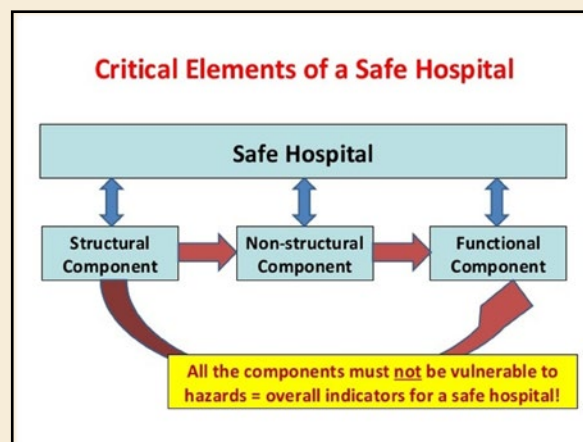 Critical Elements of a Safe Hospital
Safe Hospital
Structural
Component
Non-structural
Component
Functional
Component
All the components must not be vulnerable to
hazards = overall indicators for a safe hospital!